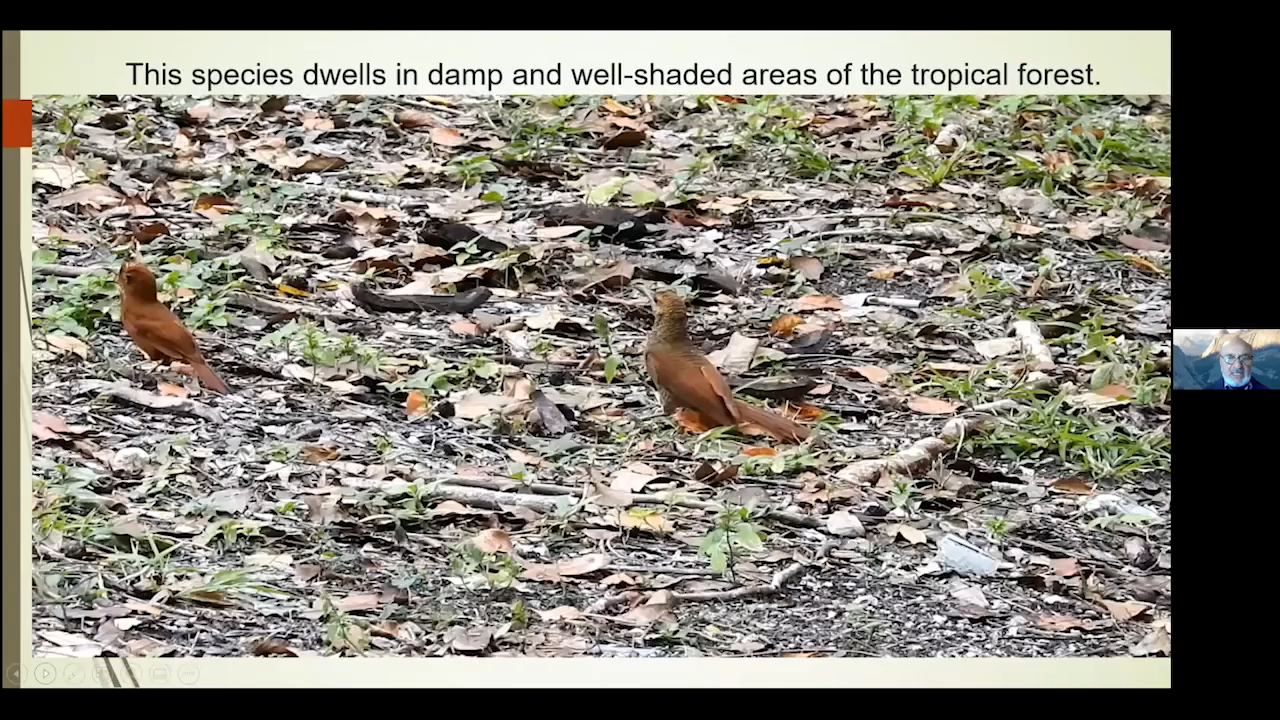 This species dwells in damp and well-shaded areas of the tropical forest.